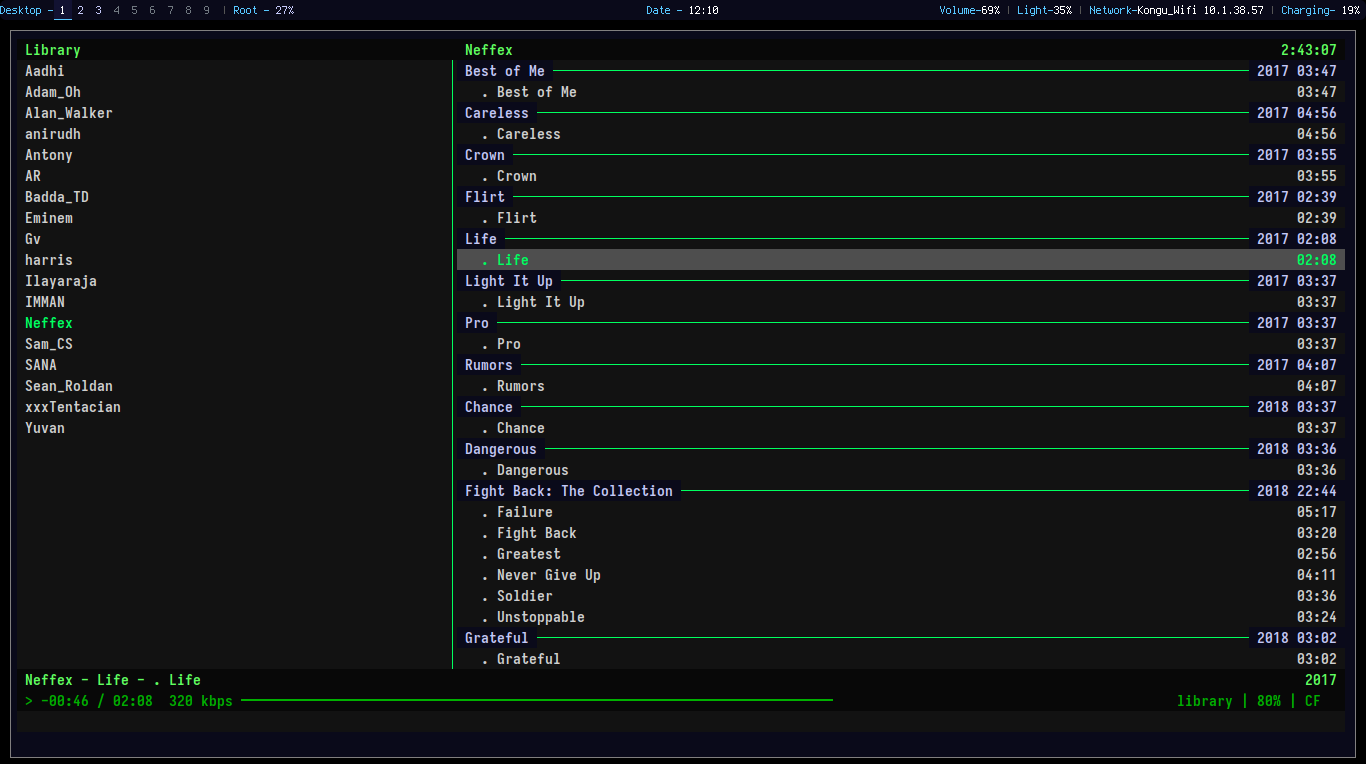 Desktop - 1 2 3 4 5 6 7 8 9 | Root - 27% Date - 12:10 Volume-69% | Light-35% | Network-Kongu_Wifi 10.1.38.57 | Charging- 19%
Library
Aadhi
Adam_Oh
Alan_Walker
anirudh
Antony
AR
Badda_TD
Eminem
Gv
harris
Ilayaraja
IMMAN
Neffex
Sam_CS
SANA
Sean_Roldan
xxxTentacian
Yuvan
Neffex 2:43:07
Best of Me 2017 03:47
. Best of Me 03:47
Careless 2017 04:56
. Careless 04:56
Crown 2017 03:55
. Crown 03:55
Flirt 2017 02:39
. Flirt 02:39
Life 2017 02:08
. Life 02:08
Light It Up 2017 03:37
. Light It Up 03:37
Pro 2017 03:37
. Pro 03:37
Rumors 2017 04:07
. Rumors 04:07
Chance 2018 03:37
. Chance 03:37
Dangerous 2018 03:36
. Dangerous 03:36
Fight Back: The Collection 2018 22:44
. Failure 05:17
. Fight Back 03:20
. Greatest 02:56
. Never Give Up 04:11
. Soldier 03:36
. Unstoppable 03:24
Grateful 2018 03:02
. Grateful 03:02
Neffex - Life - . Life 2017
> -00:46 / 02:08 320 kbps library | 80% | CF